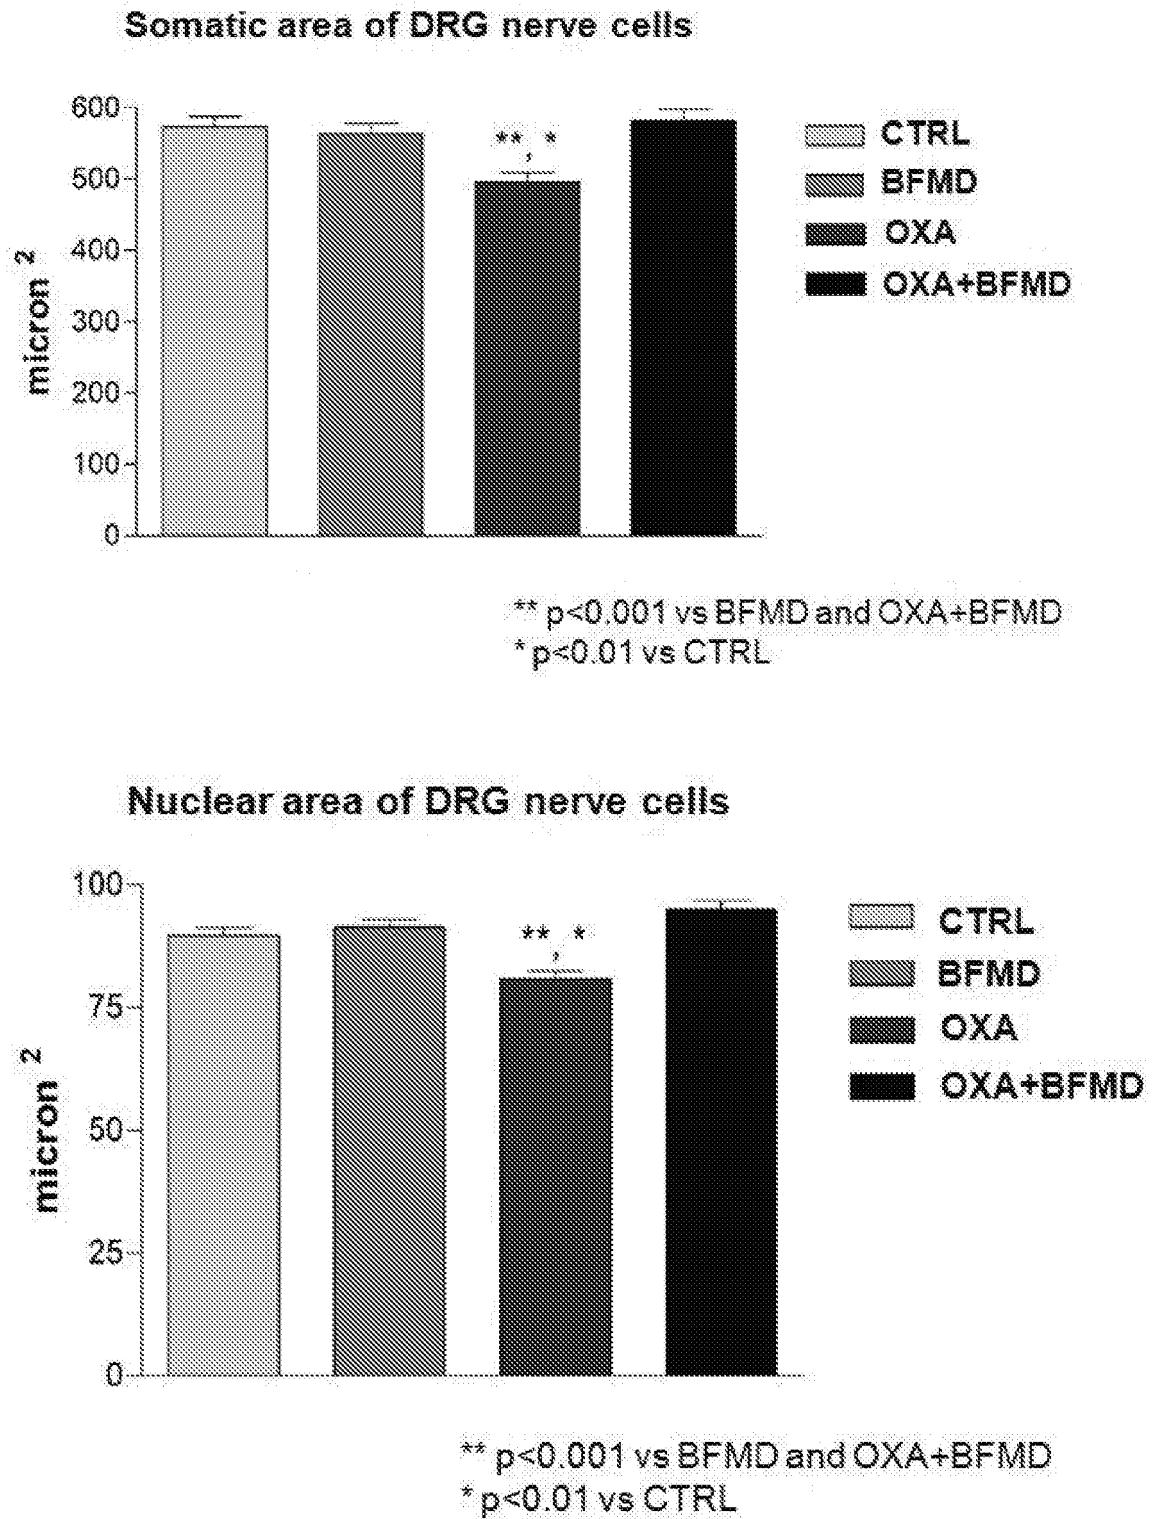 Somatic area of DRG nerve cells
600
500
400
300
200
100
0
micron 2
**, *
CTRL
BFMD
OXA
OXA+BFMD
** p<0.001 vs BFMD and OXA+BFMD
* p<0.01 vs CTRL
Nuclear area of DRG nerve cells
100
75
50
25
0
micron 2
**, *
CTRL
BFMD
OXA
OXA+BFMD
** p<0.001 vs BFMD and OXA+BFMD
* p<0.01 vs CTRL